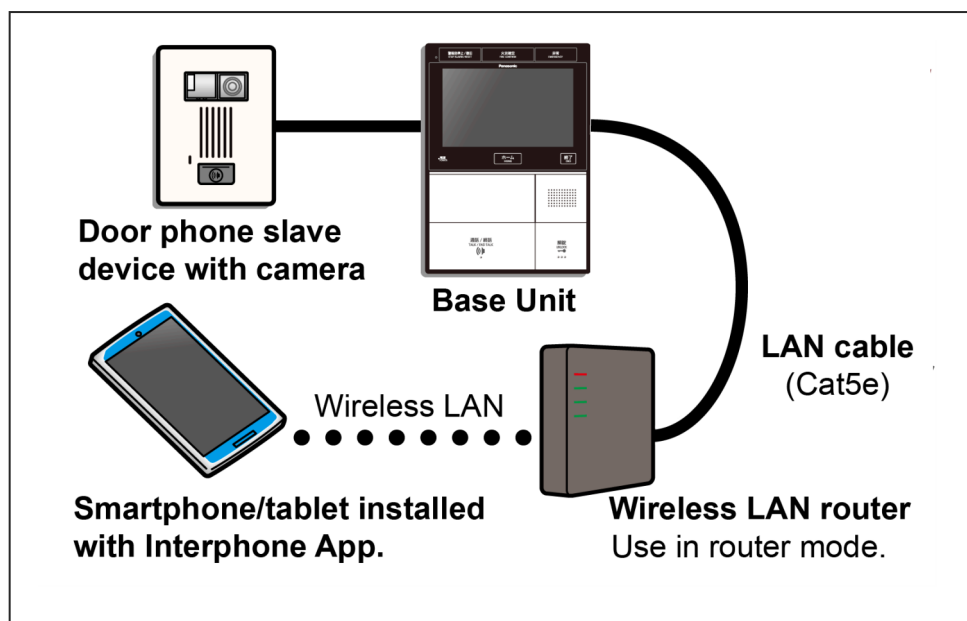 Panasonic
Door phone slave
device with camera
Base Unit
LAN cable
(Cat5e)
Wireless LAN
Smartphone/tablet installed
with Interphone App.
Wireless LAN router
Use in router mode.